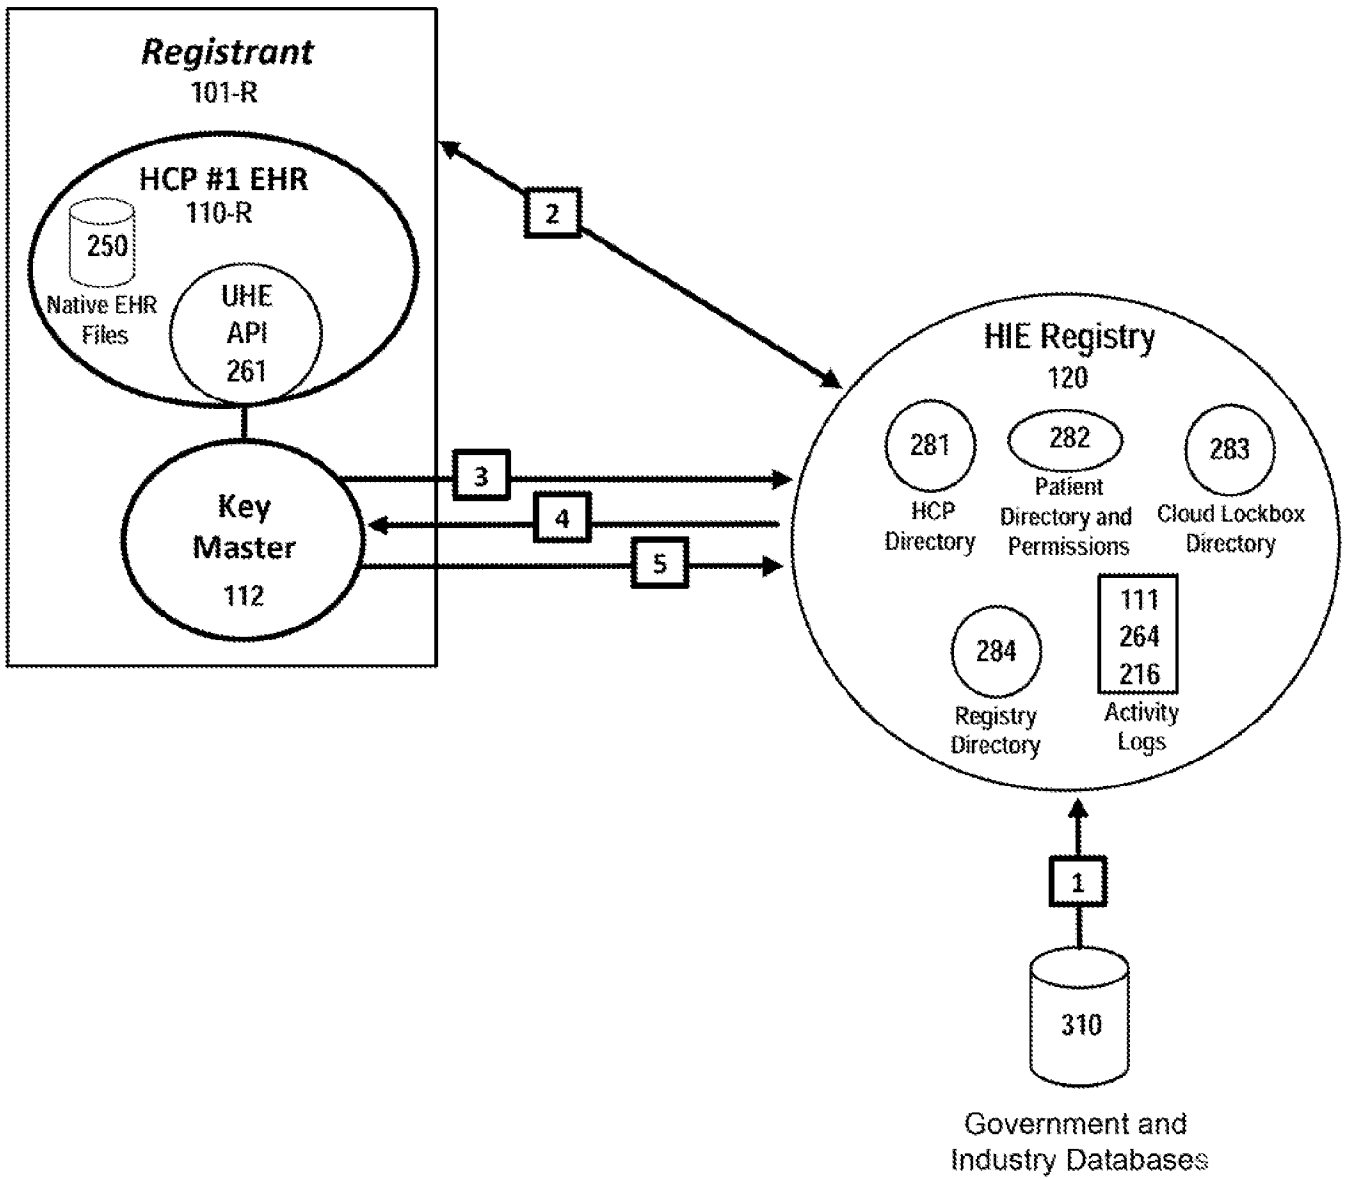 Registrant
101-R
HCP #1 EHR
110-R
250
Native EHR
Files
UHE
API
261
Key
Master
112
2
3
4
5
HIE Registry
120
281
HCP
Directory
282
Patient
Directory and
Permissions
283
Cloud Lockbox
Directory
284
Registry
Directory
111
264
216
Activity
Logs
1
310
Government and
Industry Databases